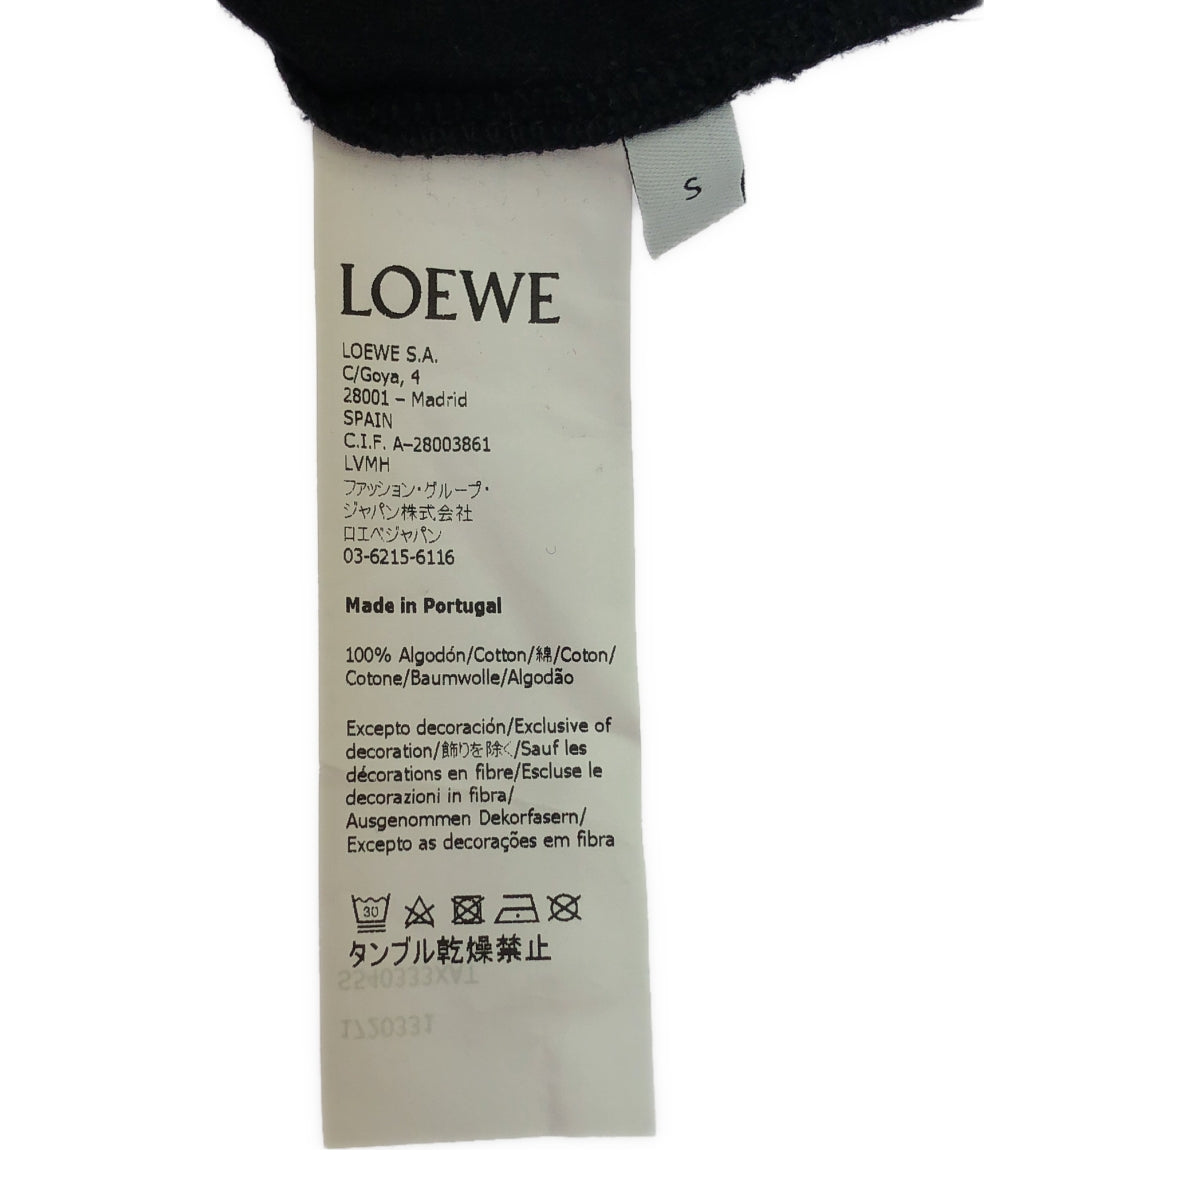 S
LOEWE
LOEWE S.A.
C/Goya, 4
28001 – Madrid
SPAIN
C.I.F. A–28003861
LVMH
ファッション・グループ・
ジャパン株式会社
ロエベジャパン
03-6215-6116
Made in Portugal
100% Algodón/Cotton/綿/Coton/
Cotone/Baumwolle/Algodão
Excepto decoración/Exclusive of
decoration/飾りを除く/Sauf les
décorations en fibre/Escluse le
decorazioni in fibra/
Ausgenommen Dekorfasern/
Excepto as decorações em fibra
30
タンブル乾燥禁止
S540333XAT
1720331